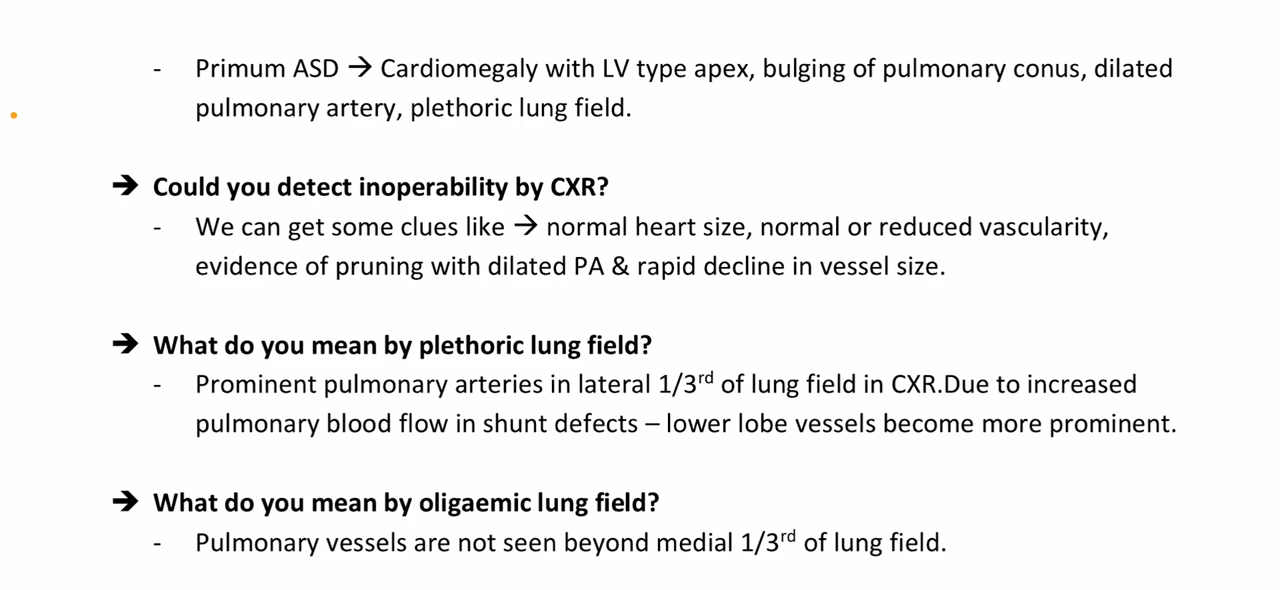 - Primum ASD → Cardiomegaly with LV type apex, bulging of pulmonary conus, dilated
pulmonary artery, plethoric lung field.
→ Could you detect inoperability by CXR?
- We can get some clues like → normal heart size, normal or reduced vascularity,
evidence of pruning with dilated PA & rapid decline in vessel size.
→ What do you mean by plethoric lung field?
- Prominent pulmonary arteries in lateral 1/3rd of lung field in CXR.Due to increased
pulmonary blood flow in shunt defects – lower lobe vessels become more prominent.
→ What do you mean by oligaemic lung field?
- Pulmonary vessels are not seen beyond medial 1/3rd of lung field.